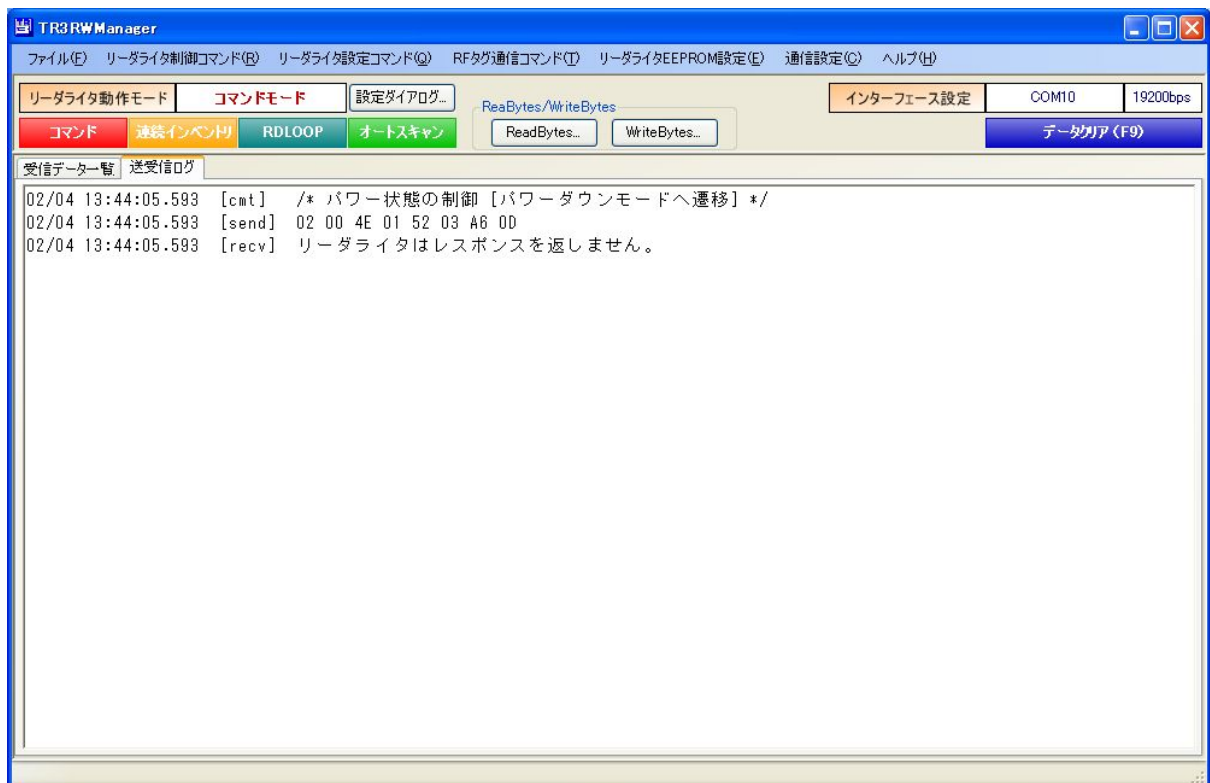 TR3RWManager
ファイル(F) リーダライタ制御コマンド(R) リーダライタ設定コマンド(Q) RFタグ通信コマンド(T) リーダライタEEPROM設定(E) 通信設定(C) ヘルプ(H)
リーダライタ動作モード コマンドモード 設定ダイアログ... ReaBytes/WriteBytes インターフェース設定 COM10 19200bps
コマンド 連続インベントリ RDLOOP オートスキャン ReadBytes... WriteBytes... データクリア (F9)
受信データ一覧 送受信ログ
02/04 13:44:05.593 [cmt] /* パワー状態の制御 [パワーダウンモードへ遷移] */
02/04 13:44:05.593 [send] 02 00 4E 01 52 03 A6 0D
02/04 13:44:05.593 [recv] リーダライタはレスポンスを返しません。